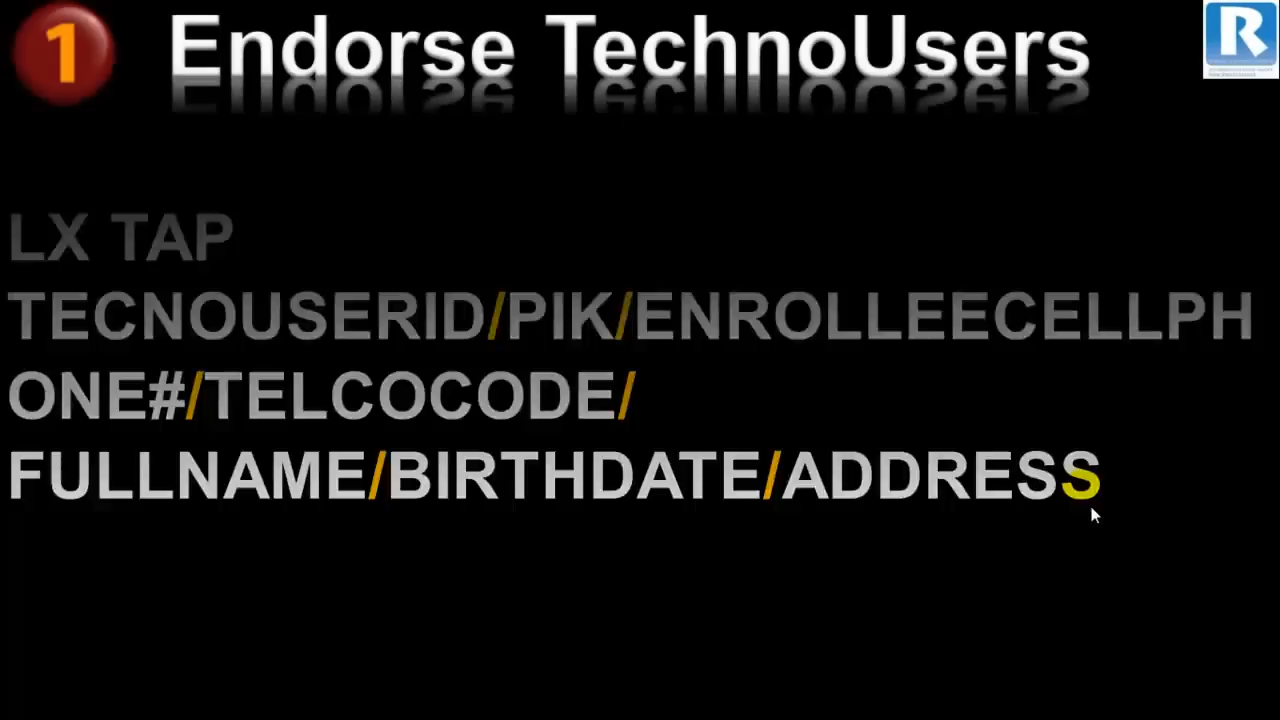 1 Endorse TechnoUsers
R
LX TAP
TECNOUSERID/PIK/ENROLLEECELLPH
ONE#/TELCOCODE/
FULLNAME/BIRTHDATE/ADDRESS